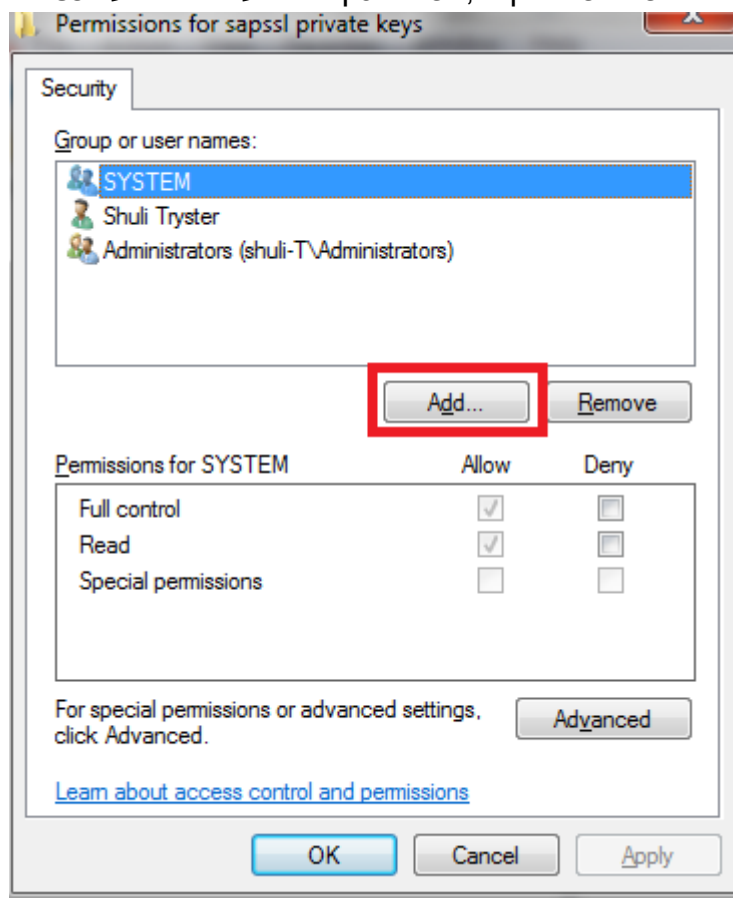 Permissions for sapssl private keys
Security
Group or user names:
SYSTEM
Shuli Tryster
Administrators (shuli-T\Administrators)
Add...
Remove
Permissions for SYSTEM
Allow
Deny
Full control
Read
Special permissions
For special permissions or advanced settings,
click Advanced.
Advanced
Learn about access control and permissions
OK
Cancel
Apply